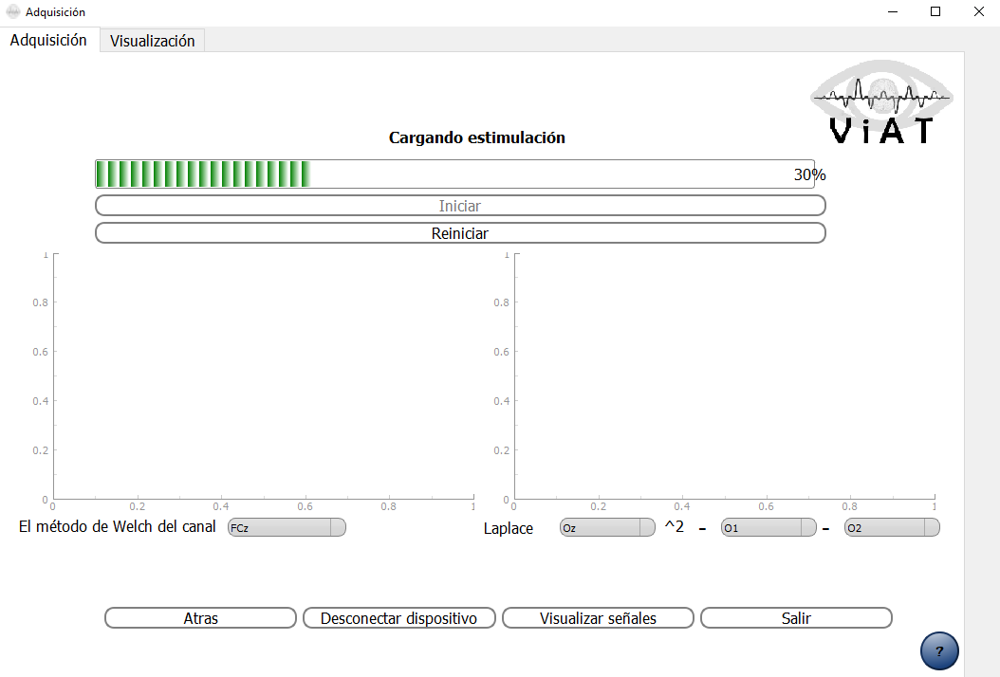 Adquisición
Adquisición Visualización
ViAT
Cargando estimulación
30%
Iniciar
Reiniciar
1 1
0.8 0.8
0.6 0.6
0.4 0.4
0.2 0.2
0 0
0 0.2 0.4 0.6 0.8 1 0 0.2 0.4 0.6 0.8 1
El método de Welch del canal FCz Laplace Oz ^2 - O1 - O2
Atras Desconectar dispositivo Visualizar señales Salir
?